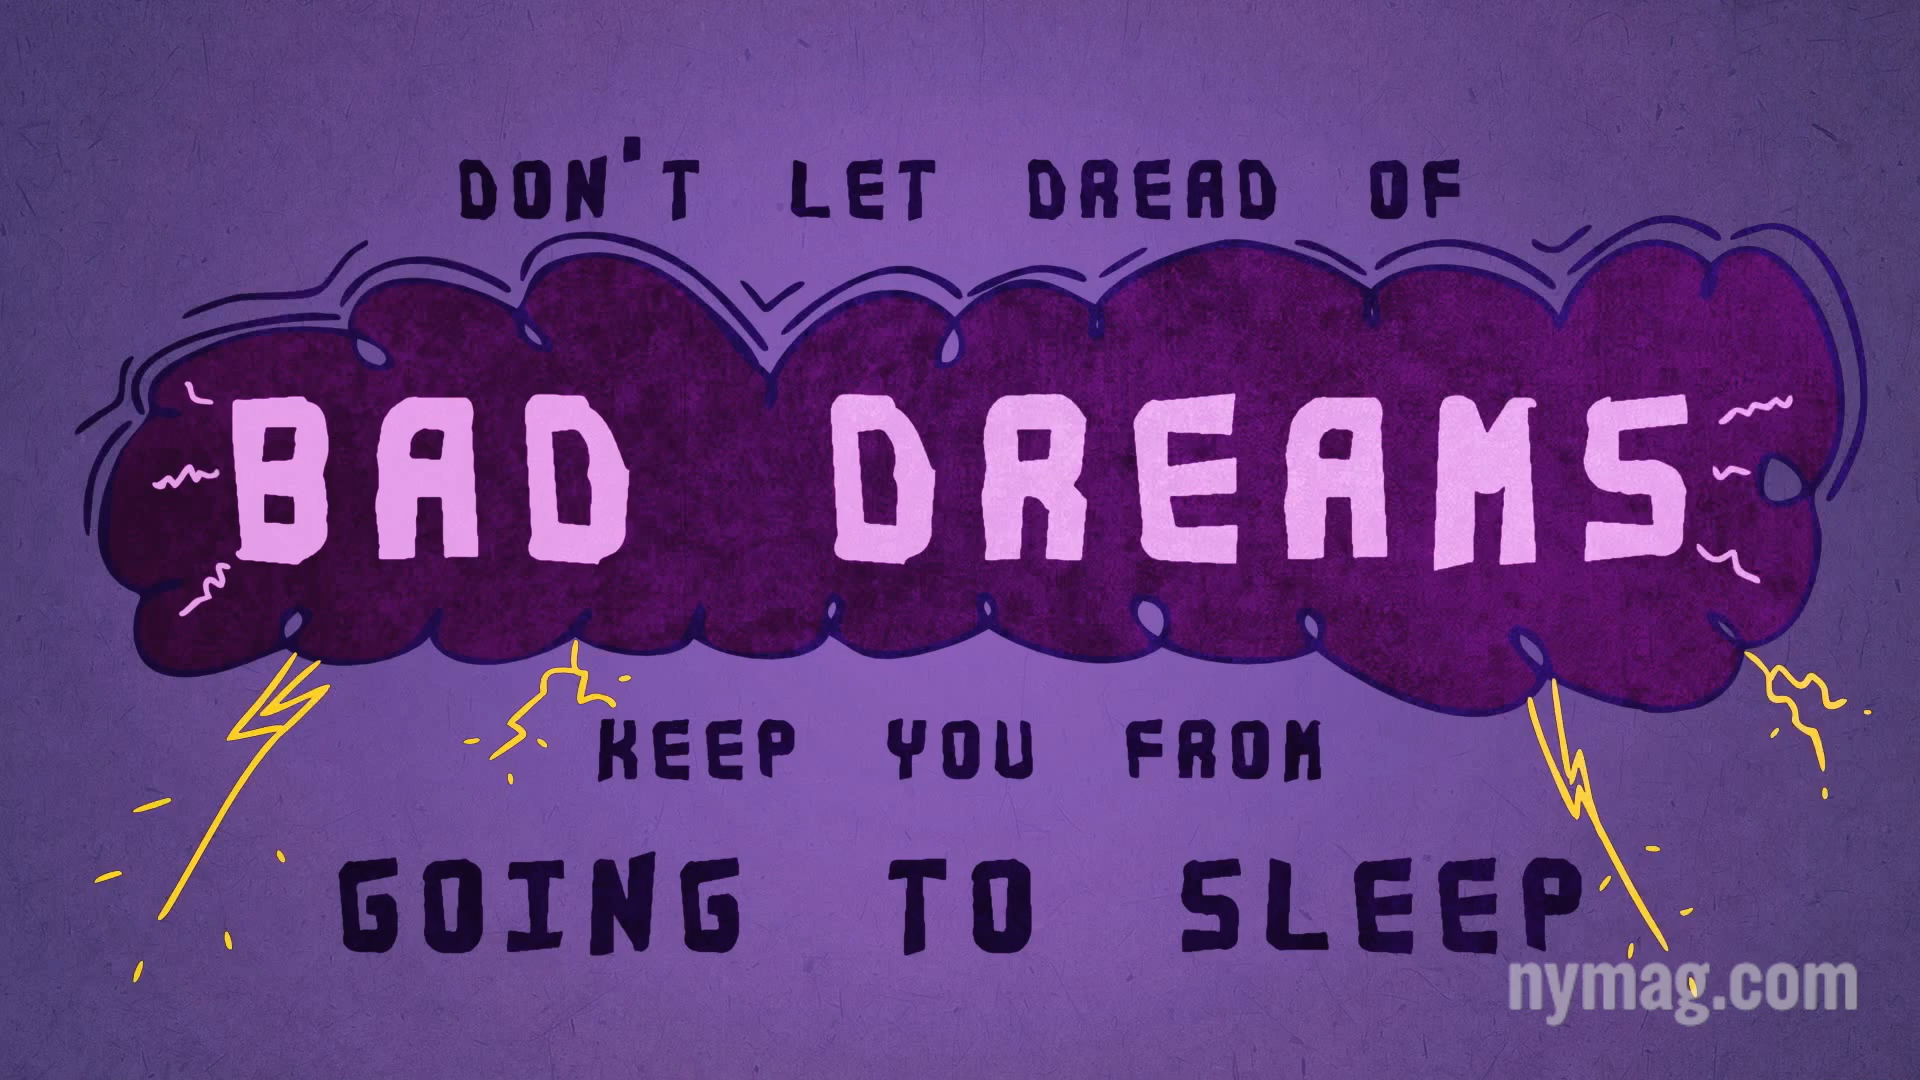 DON'T LET DREAD OF
BAD DREAMS
KEEP YOU FROM
GOING TO SLEEP
nymag.com